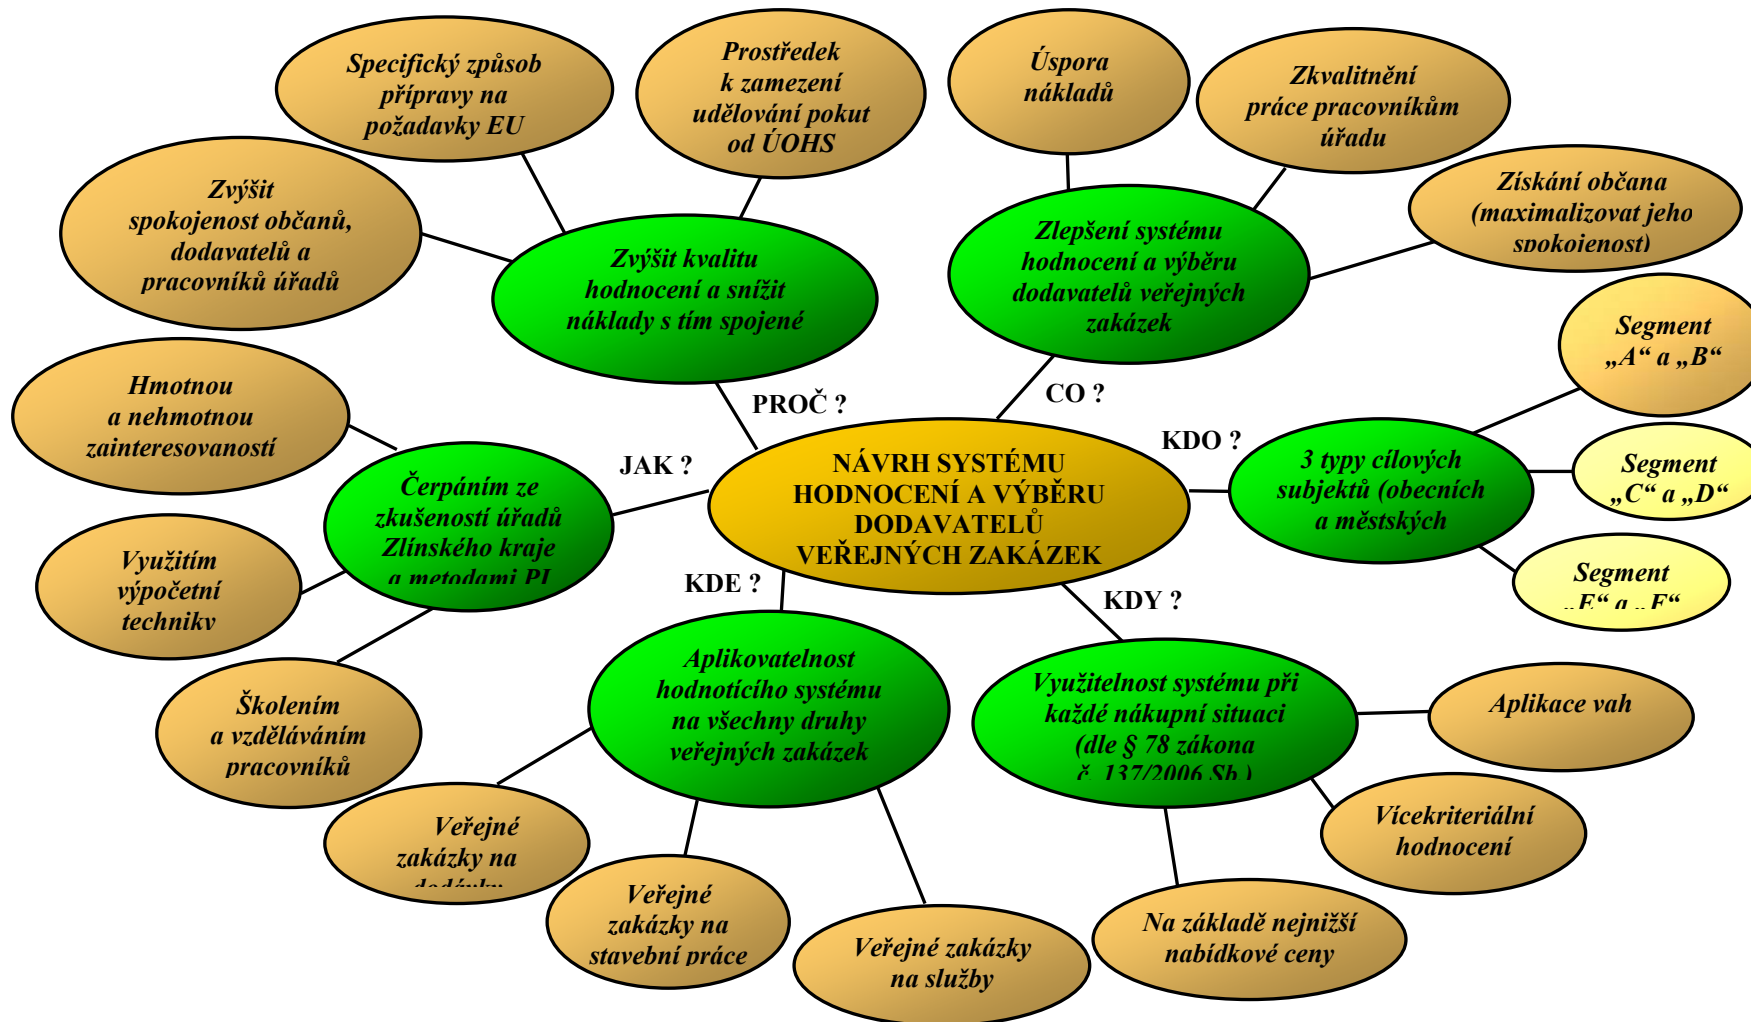 Specifický způsob
přípravy na
požadavky EU
Prostředek
k zamezení
udělování pokut
od ÚOHS
Úspora
nákladů
Zkvalitnění
práce pracovníkům
úřadu
Zvýšit
spokojenost občanů,
dodavatelů a
pracovníků úřadů
Zvýšit kvalitu
hodnocení a snížit
náklady s tím spojené
Zlepšení systému
hodnocení a výběru
dodavatelů veřejných
zakázek
Získání občana
(maximalizovat jeho
spokojenost)
Segment
„A“ a „B“
Hmotnou
a nehmotnou
zainteresovaností
PROČ ?
CO ?
KDO ?
JAK ?
Čerpáním ze
zkušeností úřadů
Zlínského kraje
a metodami PI
NÁVRH SYSTÉMU
HODNOCENÍ A VÝBĚRU
DODAVATELŮ
VEŘEJNÝCH ZAKÁZEK
3 typy cílových
subjektů (obecních
a městských
Segment
„C“ a „D“
Segment
„E“ a „F“
Využitím
výpočetní
techniky
KDE ?
KDY ?
Školením
a vzděláváním
pracovníků
Aplikovatelnost
hodnotícího systému
na všechny druhy
veřejných zakázek
Využitelnost systému při
každé nákupní situaci
(dle § 78 zákona
č. 137/2006 Sb.)
Aplikace vah
Vícekriteriální
hodnocení
Veřejné
zakázky na
dodávky
Veřejné
zakázky na
stavební práce
Veřejné zakázky
na služby
Na základě nejnižší
nabídkové ceny